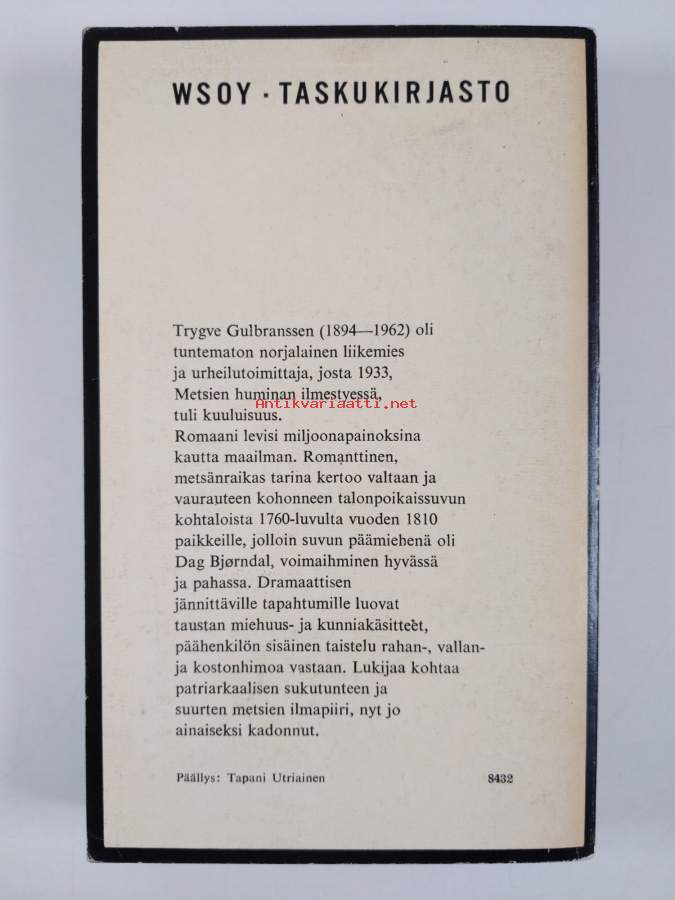 WSOY · TASKUKIRJASTO
Trygve Gulbranssen (1894—1962) oli
tuntematon norjalainen liikemies
ja urheilutoimittaja, josta 1933,
Metsien huminan ilmestyessä,
Antikvariaatti.net
tuli kuuluisuus.
Romaani levisi miljoonapainoksina
kautta maailman. Romanttinen,
metsänraikas tarina kertoo valtaan ja
vaurauteen kohonneen talonpoikaissuvun
kohtaloista 1760-luvulta vuoden 1810
paikkeille, jolloin suvun päämiehenä oli
Dag Bjørndal, voimaihminen hyvässä
ja pahassa. Dramaattisen
jännittäville tapahtumille luovat
taustan miehuus- ja kunniakäsitteet,
päähenkilön sisäinen taistelu rahan-, vallan-
ja kostonhimoa vastaan. Lukijaa kohtaa
patriarkaalisen sukutunteen ja
suurten metsien ilmapiiri, nyt jo
ainaiseksi kadonnut.
Päällys: Tapani Utriainen 8432